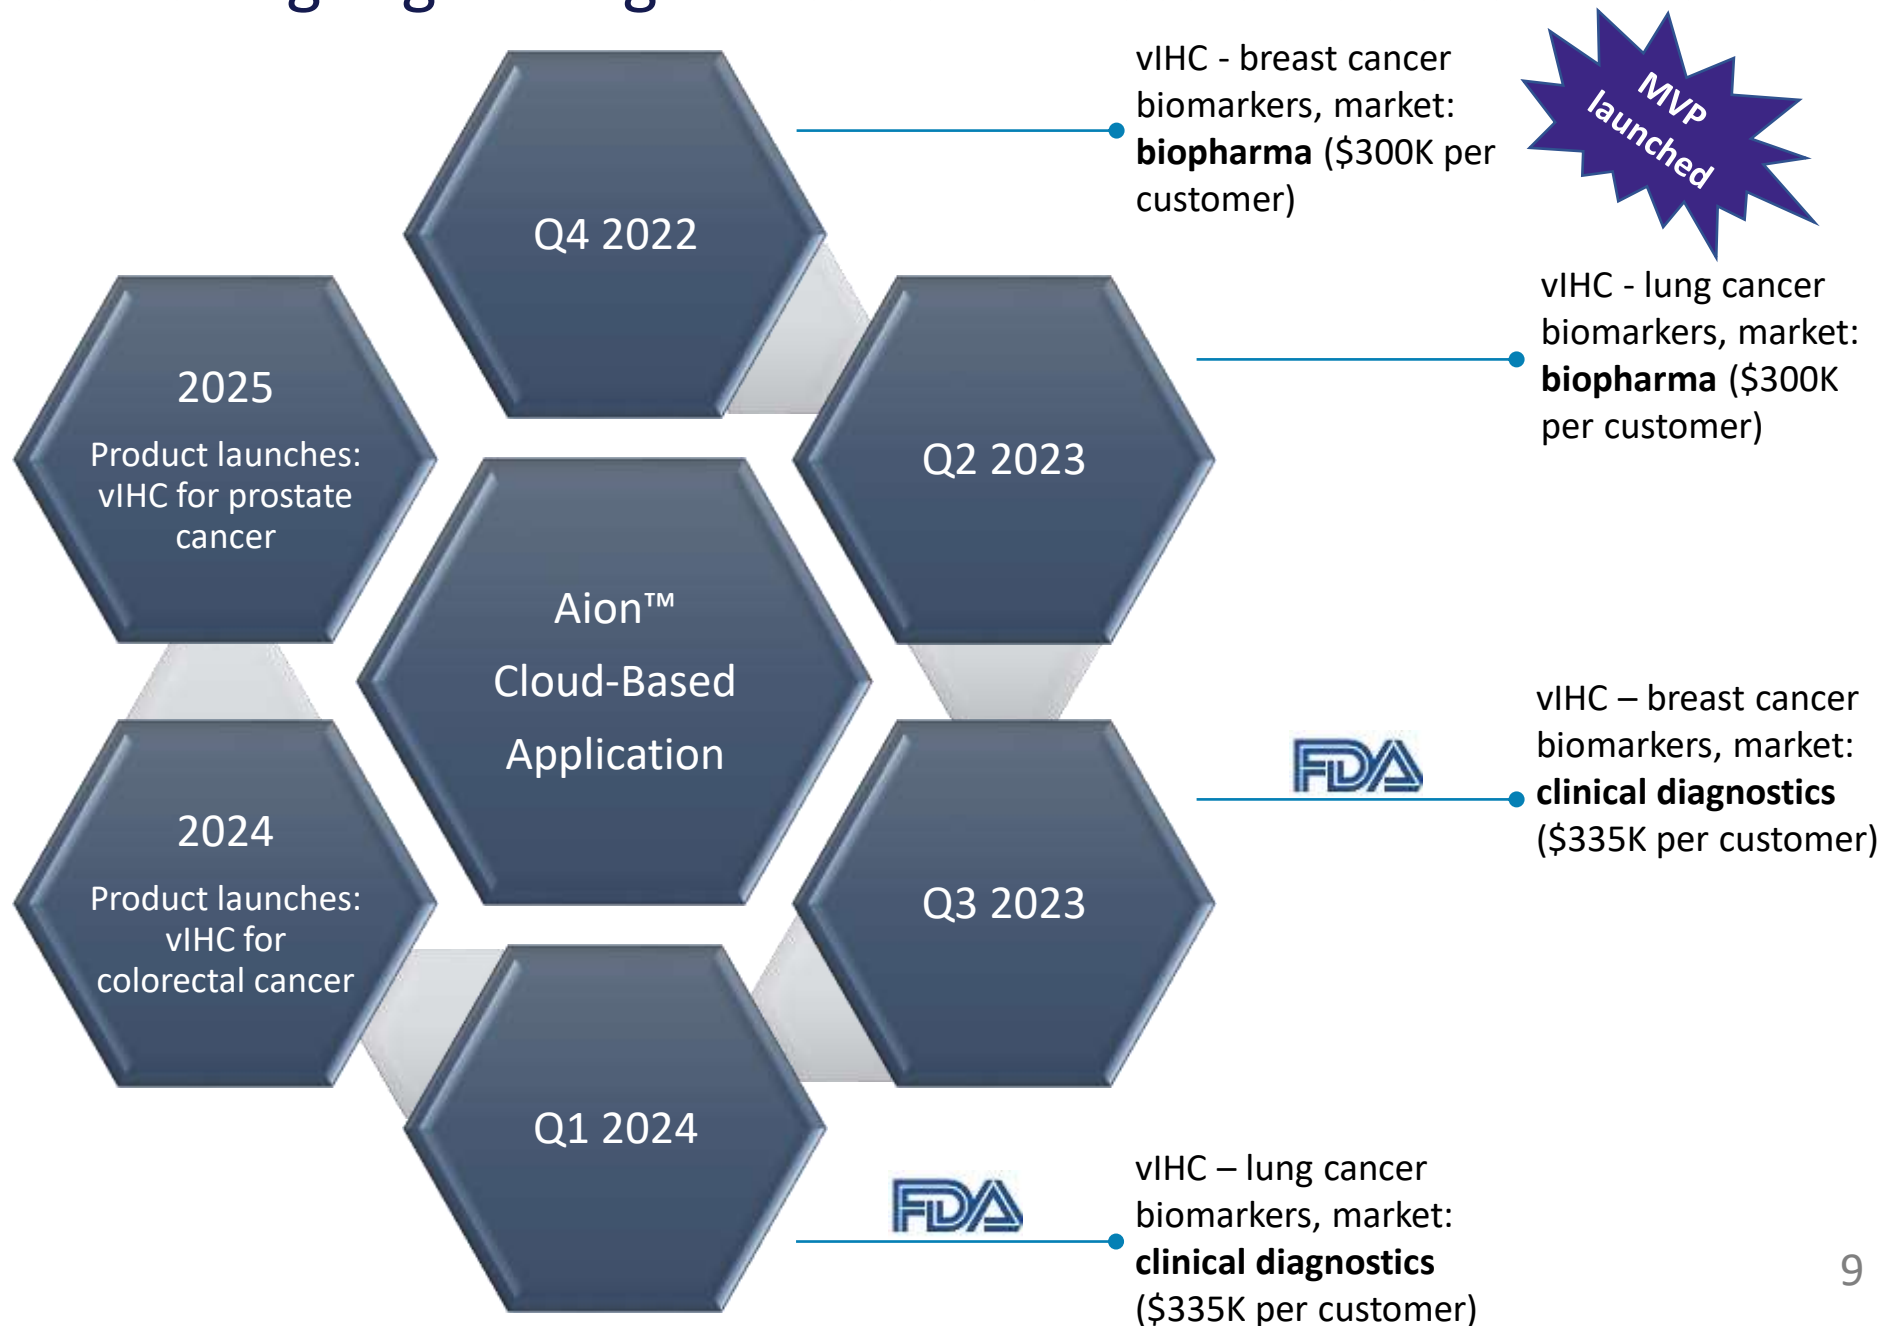 Q4 2022
vIHC - breast cancer
biomarkers, market:
biopharma ($300K per
customer)
MVP
launched
Q2 2023
vIHC - lung cancer
biomarkers, market:
biopharma ($300K
per customer)
Q3 2023
FDA
vIHC – breast cancer
biomarkers, market:
clinical diagnostics
($335K per customer)
Q1 2024
FDA
vIHC – lung cancer
biomarkers, market:
clinical diagnostics
($335K per customer)
2024
Product launches:
vIHC for
colorectal cancer
2025
Product launches:
vIHC for prostate
cancer
Aion™
Cloud-Based
Application
9